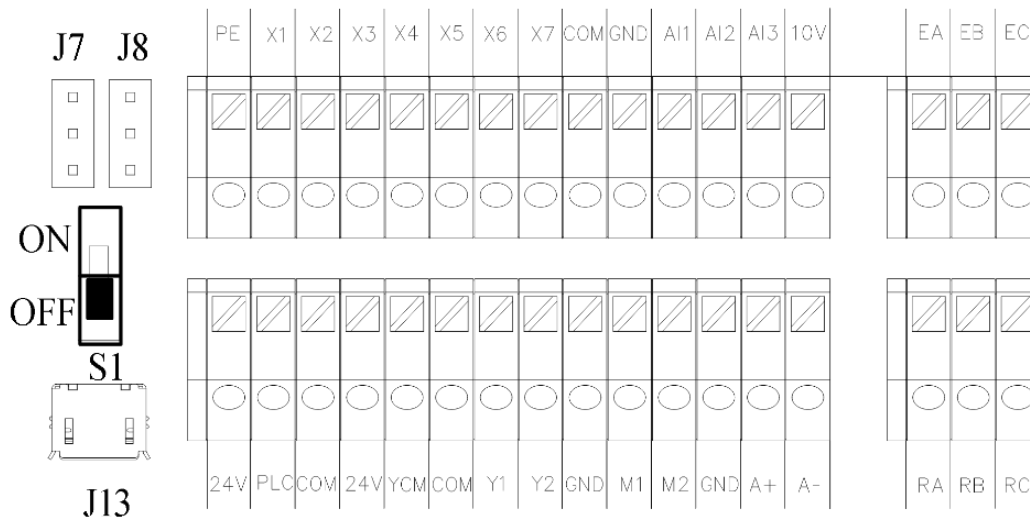 J7 J8
PE X1 X2 X3 X4 X5 X6 X7 COM GND AI1 AI2 AI3 10V EA EB EC
ON
OFF
S1
J13
24V PLC COM 24V YCM COM Y1 Y2 GND M1 M2 GND A+ A- RA RB RC